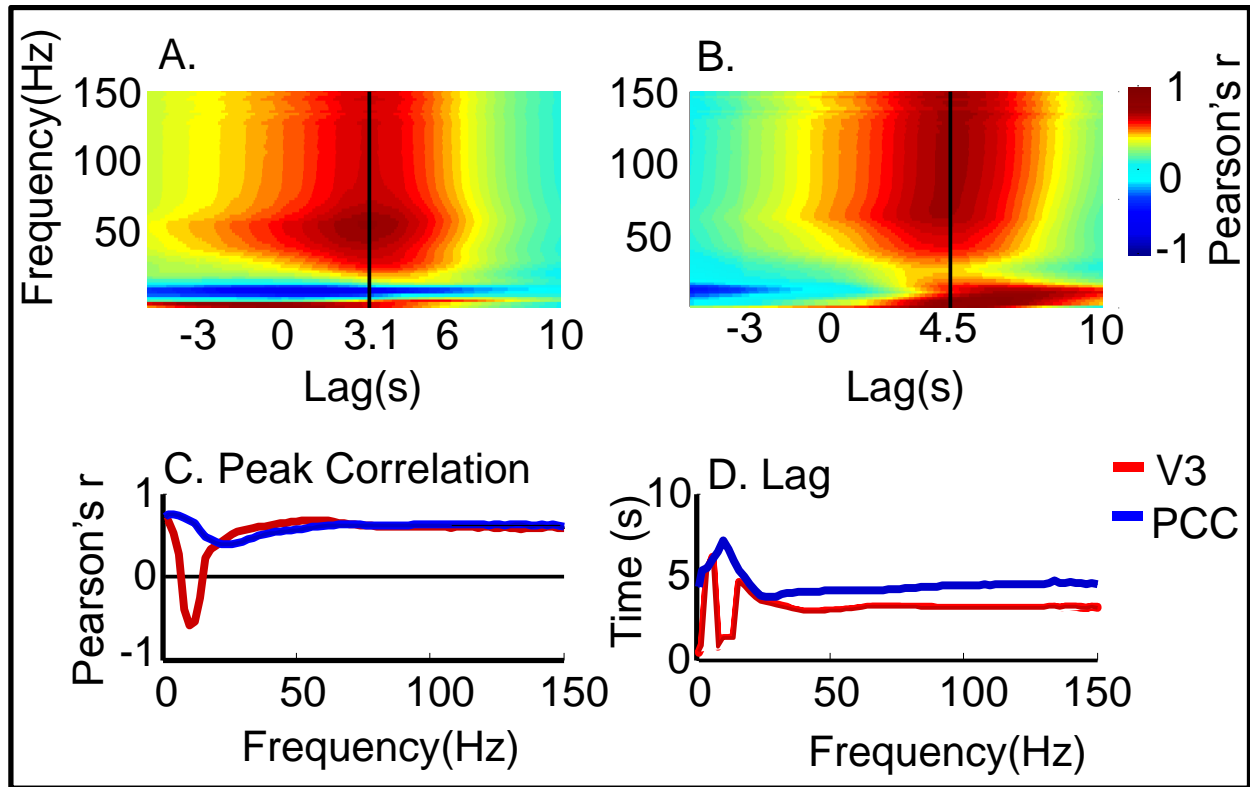 A.
Frequency(Hz)
150
100
50
-3 0 3.1 6 10
Lag(s)
B.
150
100
50
-3 0 4.5 10
Lag(s)
1
0
-1
Pearson's r
C. Peak Correlation
Pearson's r
1
0
-1
0 50 100 150
Frequency(Hz)
D. Lag
Time (s)
10
5
0
0 50 100 150
Frequency(Hz)
V3
PCC